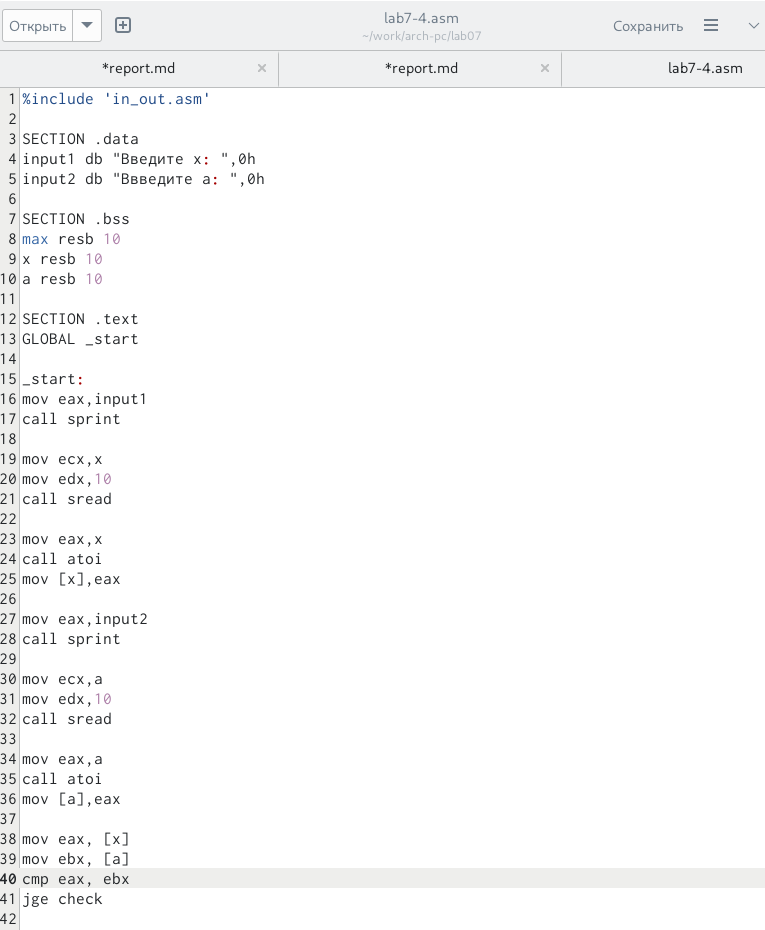 Открыть
lab7-4.asm
~/work/arch-pc/lab07
Сохранить
*report.md
*report.md
lab7-4.asm
1 %include 'in_out.asm'
2
3 SECTION .data
4 input1 db "Введите x: ",0h
5 input2 db "Ввведите a: ",0h
6
7 SECTION .bss
8 max resb 10
9 x resb 10
10 a resb 10
11
12 SECTION .text
13 GLOBAL _start
14
15 _start:
16 mov eax,input1
17 call sprint
18
19 mov ecx,x
20 mov edx,10
21 call sread
22
23 mov eax,x
24 call atoi
25 mov [x],eax
26
27 mov eax,input2
28 call sprint
29
30 mov ecx,a
31 mov edx,10
32 call sread
33
34 mov eax,a
35 call atoi
36 mov [a],eax
37
38 mov eax, [x]
39 mov ebx, [a]
40 cmp eax, ebx
41 jge check
42